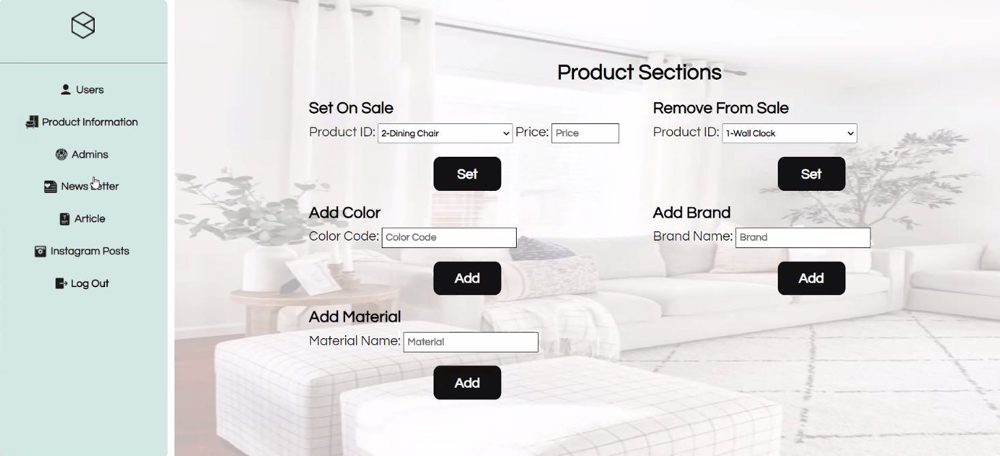 Users
Product Information
Admins
News Letter
Article
Instagram Posts
Log Out
Product Sections
Set On Sale
Product ID: 2-Dining Chair Price: Price
Set
Remove From Sale
Product ID: 1-Wall Clock
Set
Add Color
Color Code: Color Code
Add
Add Brand
Brand Name: Brand
Add
Add Material
Material Name: Material
Add